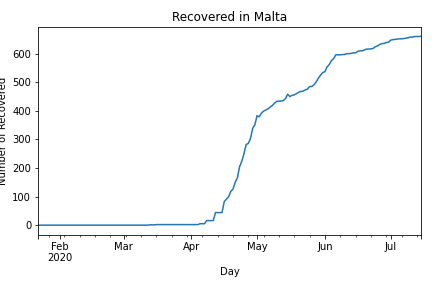 Recovered in Malta
Number of Recovered
600
500
400
300
200
100
0
Feb
2020
Mar
Apr
May
Jun
Jul
Day